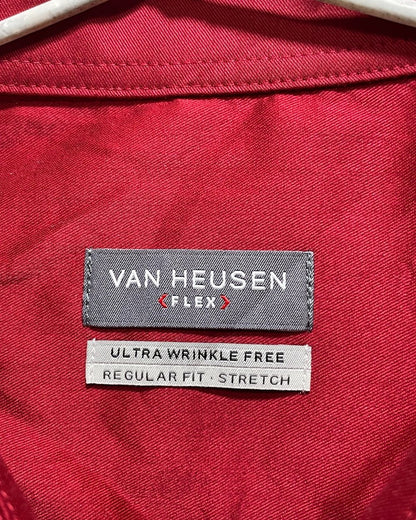 VAN HEUSEN
<FLEX>
ULTRA WRINKLE FREE
REGULAR FIT · STRETCH